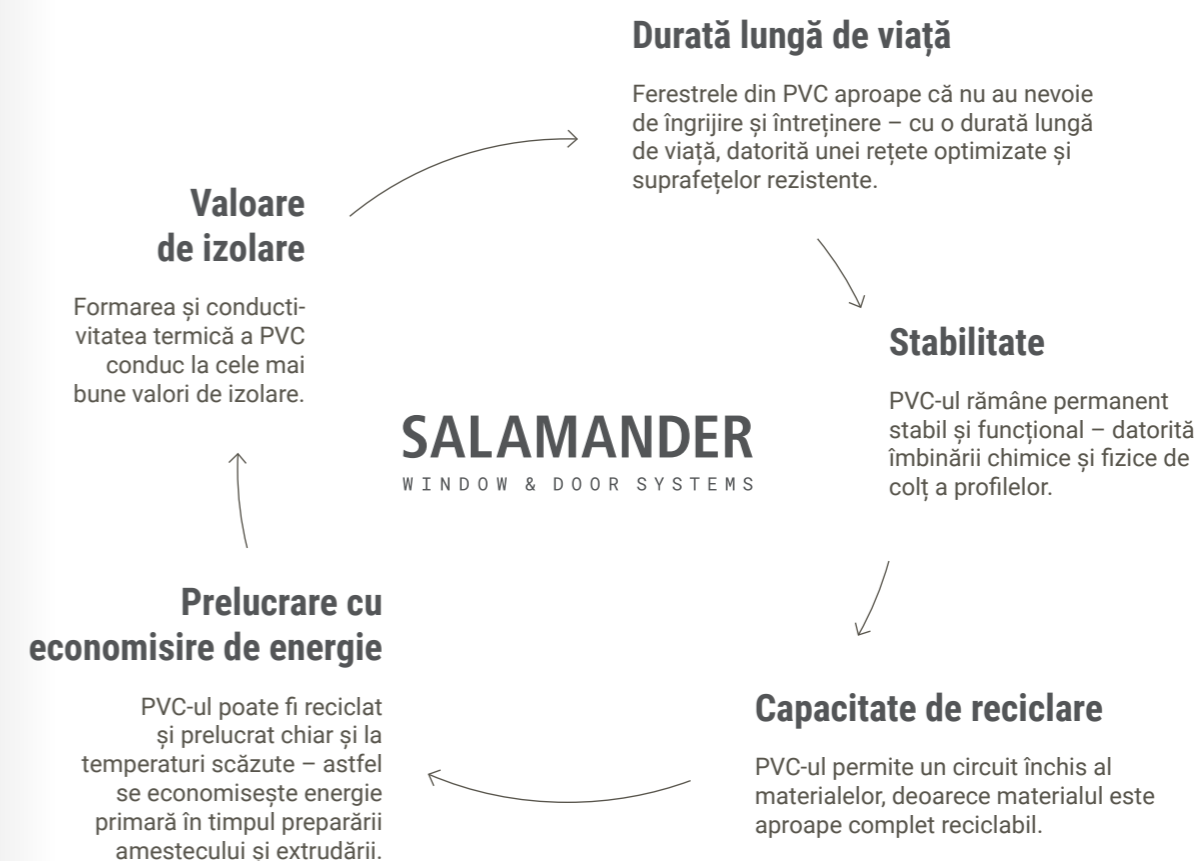 Durată lungă de viață
Ferestrele din PVC aproape că nu au nevoie
de îngrijire și întreținere – cu o durată lungă
de viață, datorită unei rețete optimizate și
suprafețelor rezistente.
Stabilitate
PVC-ul rămâne permanent
stabil și funcțional – datorită
îmbinării chimice și fizice de
colț a profilelor.
Capacitate de reciclare
PVC-ul permite un circuit închis al
materialelor, deoarece materialul este
aproape complet reciclabil.
Prelucrare cu
economisire de energie
PVC-ul poate fi reciclat
și prelucrat chiar și la
temperaturi scăzute – astfel
se economisește energie
primară în timpul preparării
amestecului și extrudării.
Valoare
de izolare
Formarea și conducti-
vitatea termică a PVC
conduc la cele mai
bune valori de izolare.
SALAMANDER
WINDOW & DOOR SYSTEMS